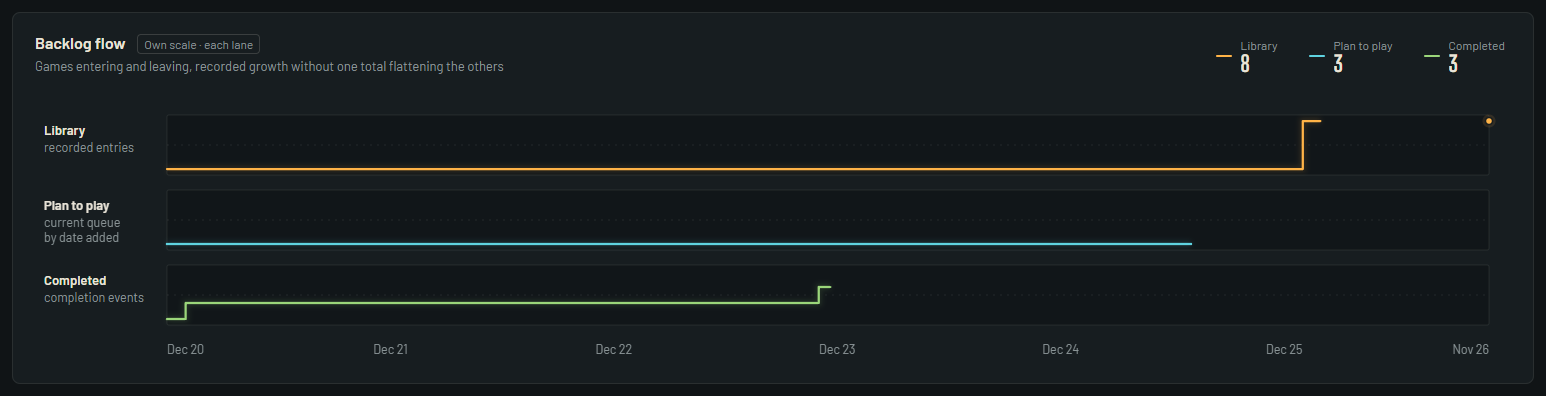 Backlog flow
Own scale · each lane
Games entering and leaving, recorded growth without one total flattening the others
Library
8
Plan to play
3
Completed
3
Library
recorded entries
Plan to play
current queue
by date added
Completed
completion events
Dec 20
Dec 21
Dec 22
Dec 23
Dec 24
Dec 25
Nov 26